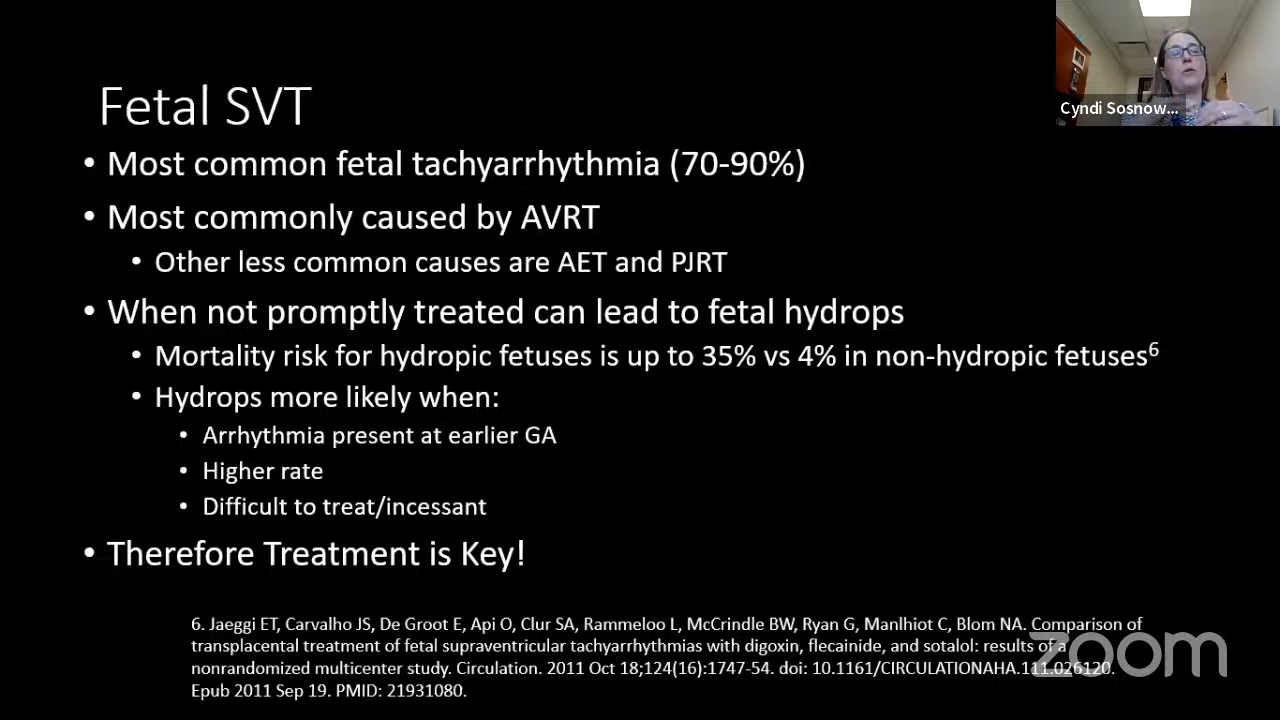 Cyndi Sosnow...
Fetal SVT
• Most common fetal tachyarrhythmia (70-90%)
• Most commonly caused by AVRT
• Other less common causes are AET and PJRT
• When not promptly treated can lead to fetal hydrops
• Mortality risk for hydropic fetuses is up to 35% vs 4% in non-hydropic fetuses⁶
• Hydrops more likely when:
• Arrhythmia present at earlier GA
• Higher rate
• Difficult to treat/incessant
• Therefore Treatment is Key!
6. Jaeggi ET, Carvalho JS, De Groot E, Api O, Clur SA, Rammeloo L, McCrindle BW, Ryan G, Manlhiot C, Blom NA. Comparison of
transplacental treatment of fetal supraventricular tachyarrhythmias with digoxin, flecainide, and sotalol: results of a
nonrandomized multicenter study. Circulation. 2011 Oct 18;124(16):1747-54. doi: 10.1161/CIRCULATIONAHA.111.026120.
Epub 2011 Sep 19. PMID: 21931080.
zoom